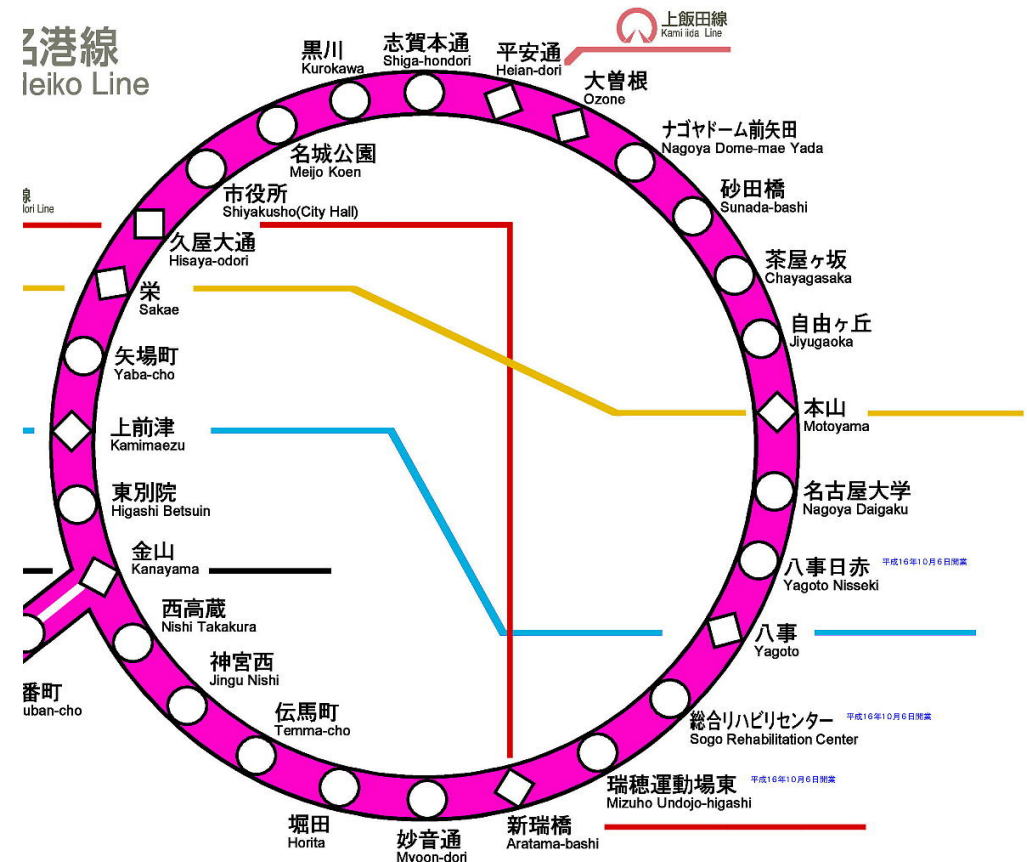 名港線
Meiko Line
上飯田線
Kami iida Line
志賀本通
Shiga-hondori
黒川
Kurokawa
平安通
Heian-dori
大曽根
Ozone
ナゴヤドーム前矢田
Nagoya Dome-mae Yada
名城公園
Meijo Koen
砂田橋
Sunada-bashi
市役所
Shiyakusho(City Hall)
線
ori Line
久屋大通
Hisaya-odori
茶屋ヶ坂
Chayagasaka
栄
Sakae
自由ヶ丘
Jiyugaoka
矢場町
Yaba-cho
本山
Motoyama
上前津
Kamimaezu
東別院
Higashi Betsuin
名古屋大学
Nagoya Daigaku
金山
Kanayama
八事日赤 平成16年10月6日開業
Yagoto Nisseki
西高蔵
Nishi Takakura
八事
Yagoto
神宮西
Jingu Nishi
番町
uban-cho
伝馬町
Temma-cho
総合リハビリセンター 平成16年10月6日開業
Sogo Rehabilitation Center
瑞穂運動場東 平成16年10月6日開業
Mizuho Undojo-higashi
堀田
Horita
妙音通
Myoon-dori
新瑞橋
Aratama-bashi